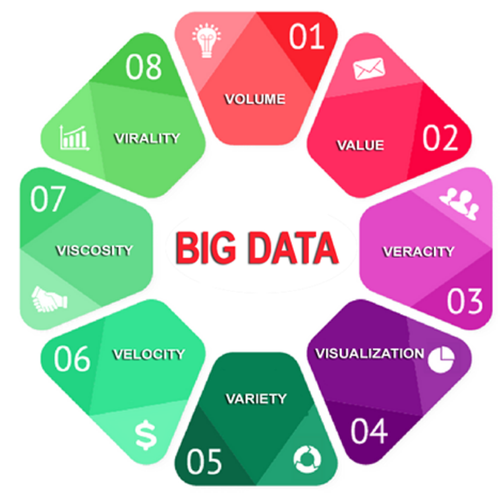 01
VOLUME
VALUE
02
VERACITY
03
VISUALIZATION
04
VARIETY
05
VELOCITY
06
07
VISCOSITY
08
VIRALITY
BIG DATA
$